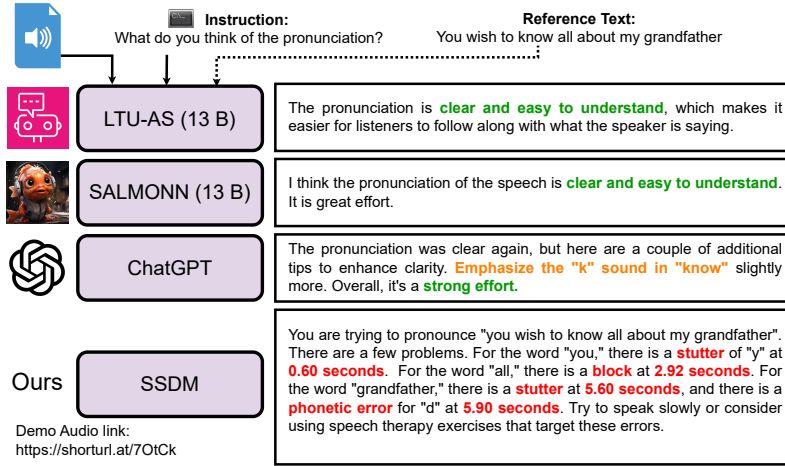 Instruction:
What do you think of the pronunciation?
Reference Text:
You wish to know all about my grandfather
LTU-AS (13 B)
The pronunciation is clear and easy to understand, which makes it
easier for listeners to follow along with what the speaker is saying.
SALMONN (13 B)
I think the pronunciation of the speech is clear and easy to understand.
It is great effort.
ChatGPT
The pronunciation was clear again, but here are a couple of additional
tips to enhance clarity. Emphasize the "k" sound in "know" slightly
more. Overall, it's a strong effort.
Ours
SSDM
You are trying to pronounce "you wish to know all about my grandfather".
There are a few problems. For the word "you," there is a stutter of "y" at
0.60 seconds. For the word "all," there is a block at 2.92 seconds. For
the word "grandfather," there is a stutter at 5.60 seconds, and there is a
phonetic error for "d" at 5.90 seconds. Try to speak slowly or consider
using speech therapy exercises that target these errors.
Demo Audio link:
https://shorturl.at/7OtCk